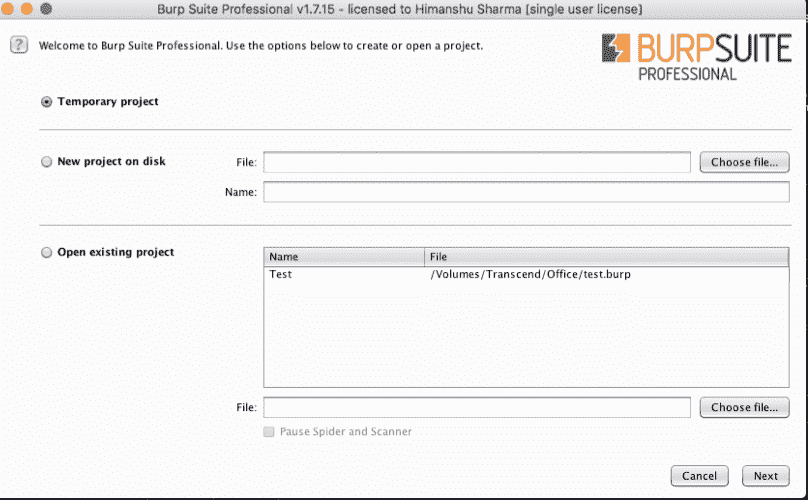 Burp Suite Professional v1.7.15 - licensed to Himanshu Sharma [single user license]
? Welcome to Burp Suite Professional. Use the options below to create or open a project.
BURPSUITE
PROFESSIONAL
Temporary project
New project on disk File: Choose file...
Name:
Open existing project
Name File
Test /Volumes/Transcend/Office/test.burp
File: Choose file...
Pause Spider and Scanner
Cancel Next